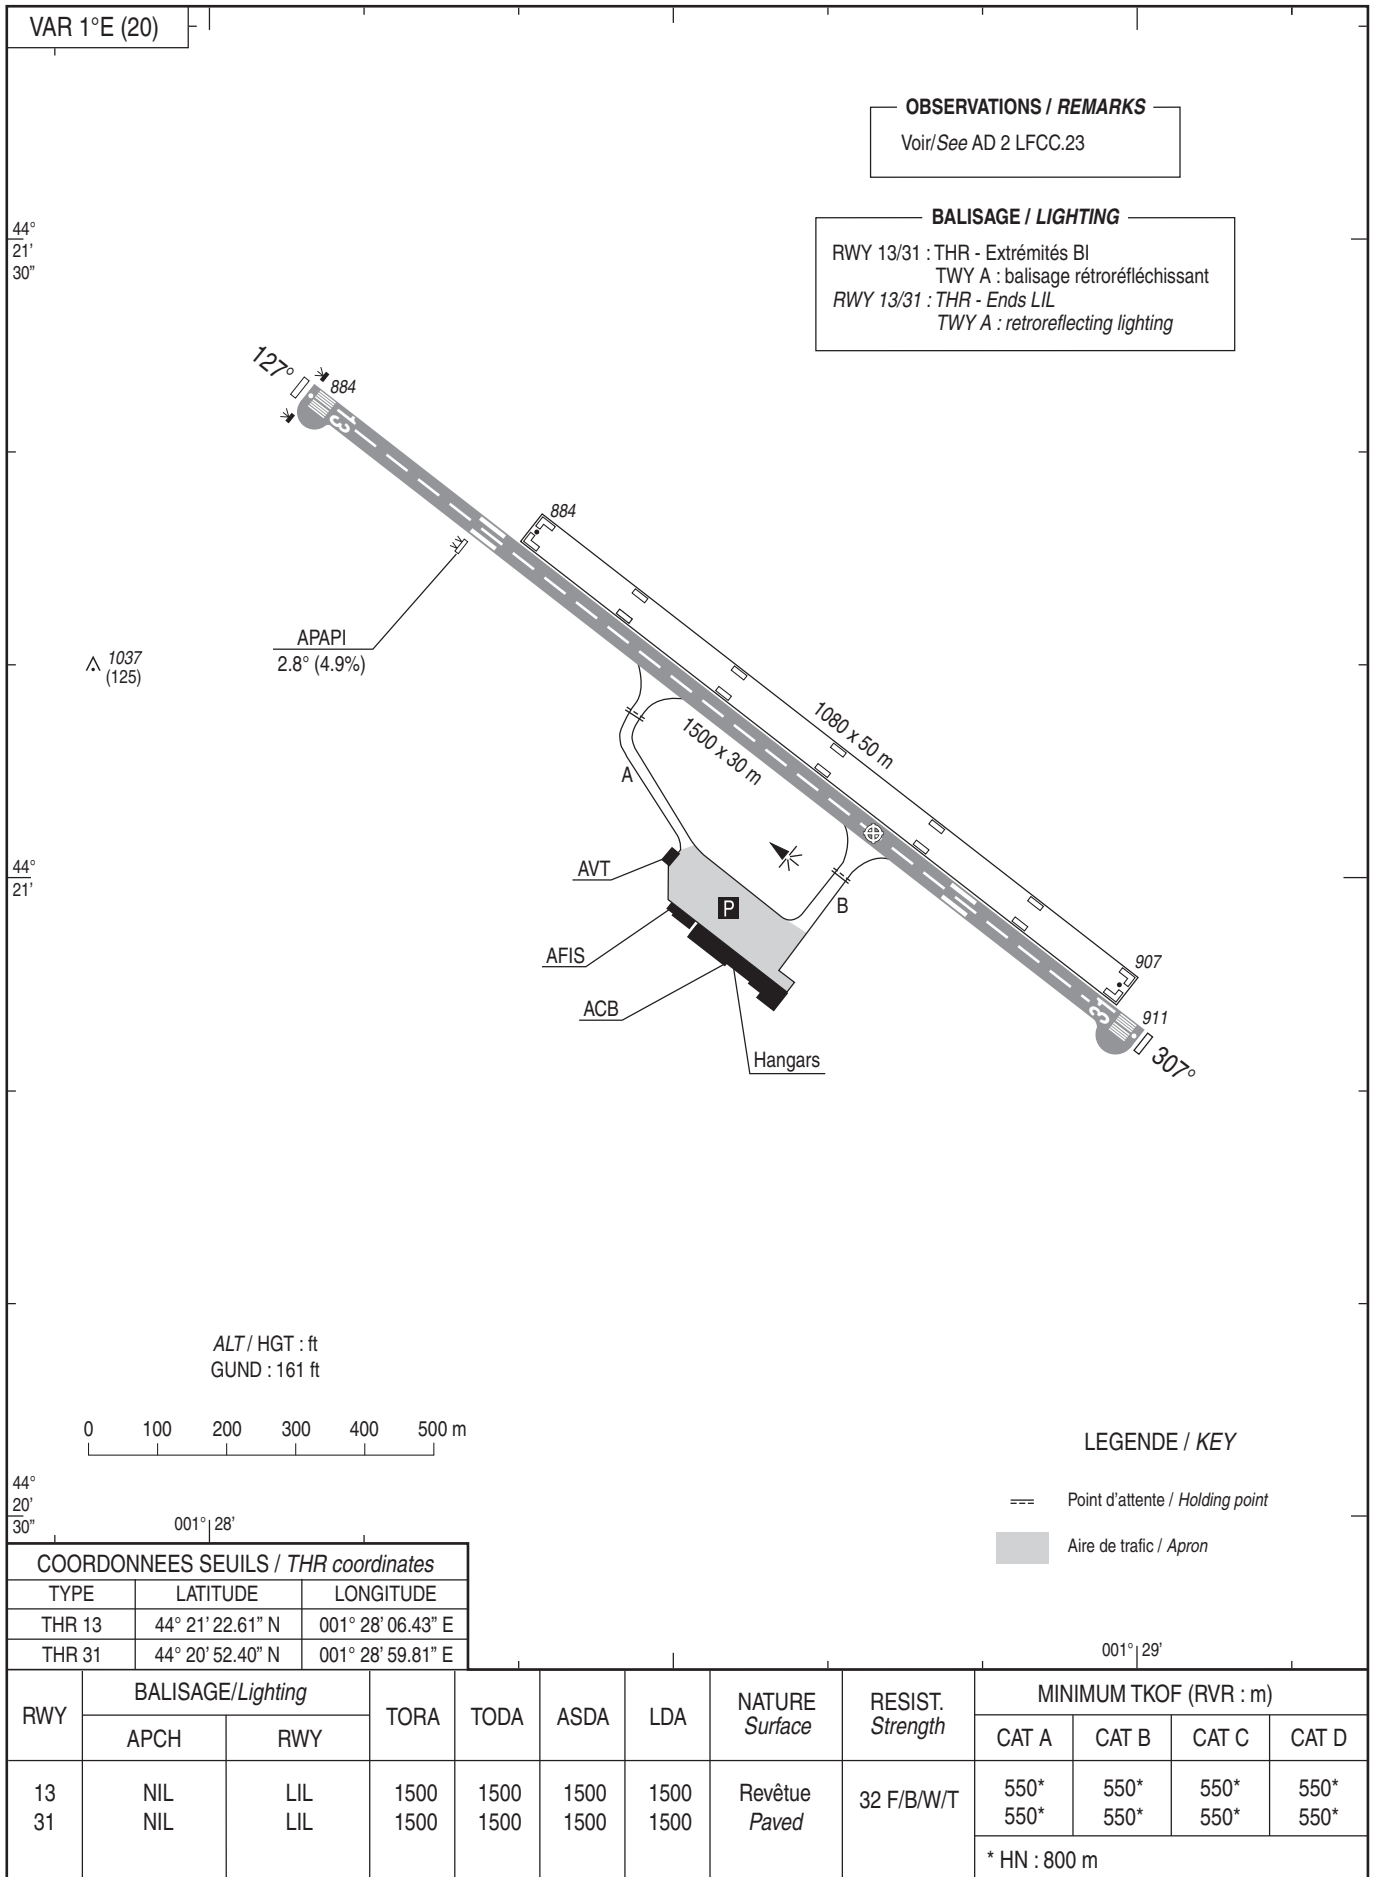 VAR 1°E (20)
OBSERVATIONS / REMARKS
Voir/See AD 2 LFCC.23
BALISAGE / LIGHTING
RWY 13/31 : THR - Extrémités BI
TWY A : balisage rétroréfléchissant
RWY 13/31 : THR - Ends LIL
TWY A : retroreflecting lighting
44°
21’
30”
127°
884
13
884
APAPI
2.8° (4.9%)
1037
(125)
1080 x 50 m
1500 x 30 m
A
44°
21’
AVT
P
B
AFIS
ACB
Hangars
907
31
911
307°
ALT / HGT : ft
GUND : 161 ft
0 100 200 300 400 500 m
LEGENDE / KEY
Point d’attente / Holding point
Aire de trafic / Apron
44°
20’
30”
001° 28’
COORDONNEES SEUILS / THR coordinates
TYPE LATITUDE LONGITUDE
THR 13 44° 21’ 22.61” N 001° 28’ 06.43” E
THR 31 44° 20’ 52.40” N 001° 28’ 59.81” E
001° 29’
RWY BALISAGE/Lighting TORA TODA ASDA LDA NATURE RESIST. MINIMUM TKOF (RVR : m)
Surface Strength
APCH RWY CAT A CAT B CAT C CAT D
13 NIL LIL 1500 1500 1500 1500 Revêtue 32 F/B/W/T 550* 550* 550* 550*
31 NIL LIL 1500 1500 1500 1500 Paved 550* 550* 550* 550*
* HN : 800 m